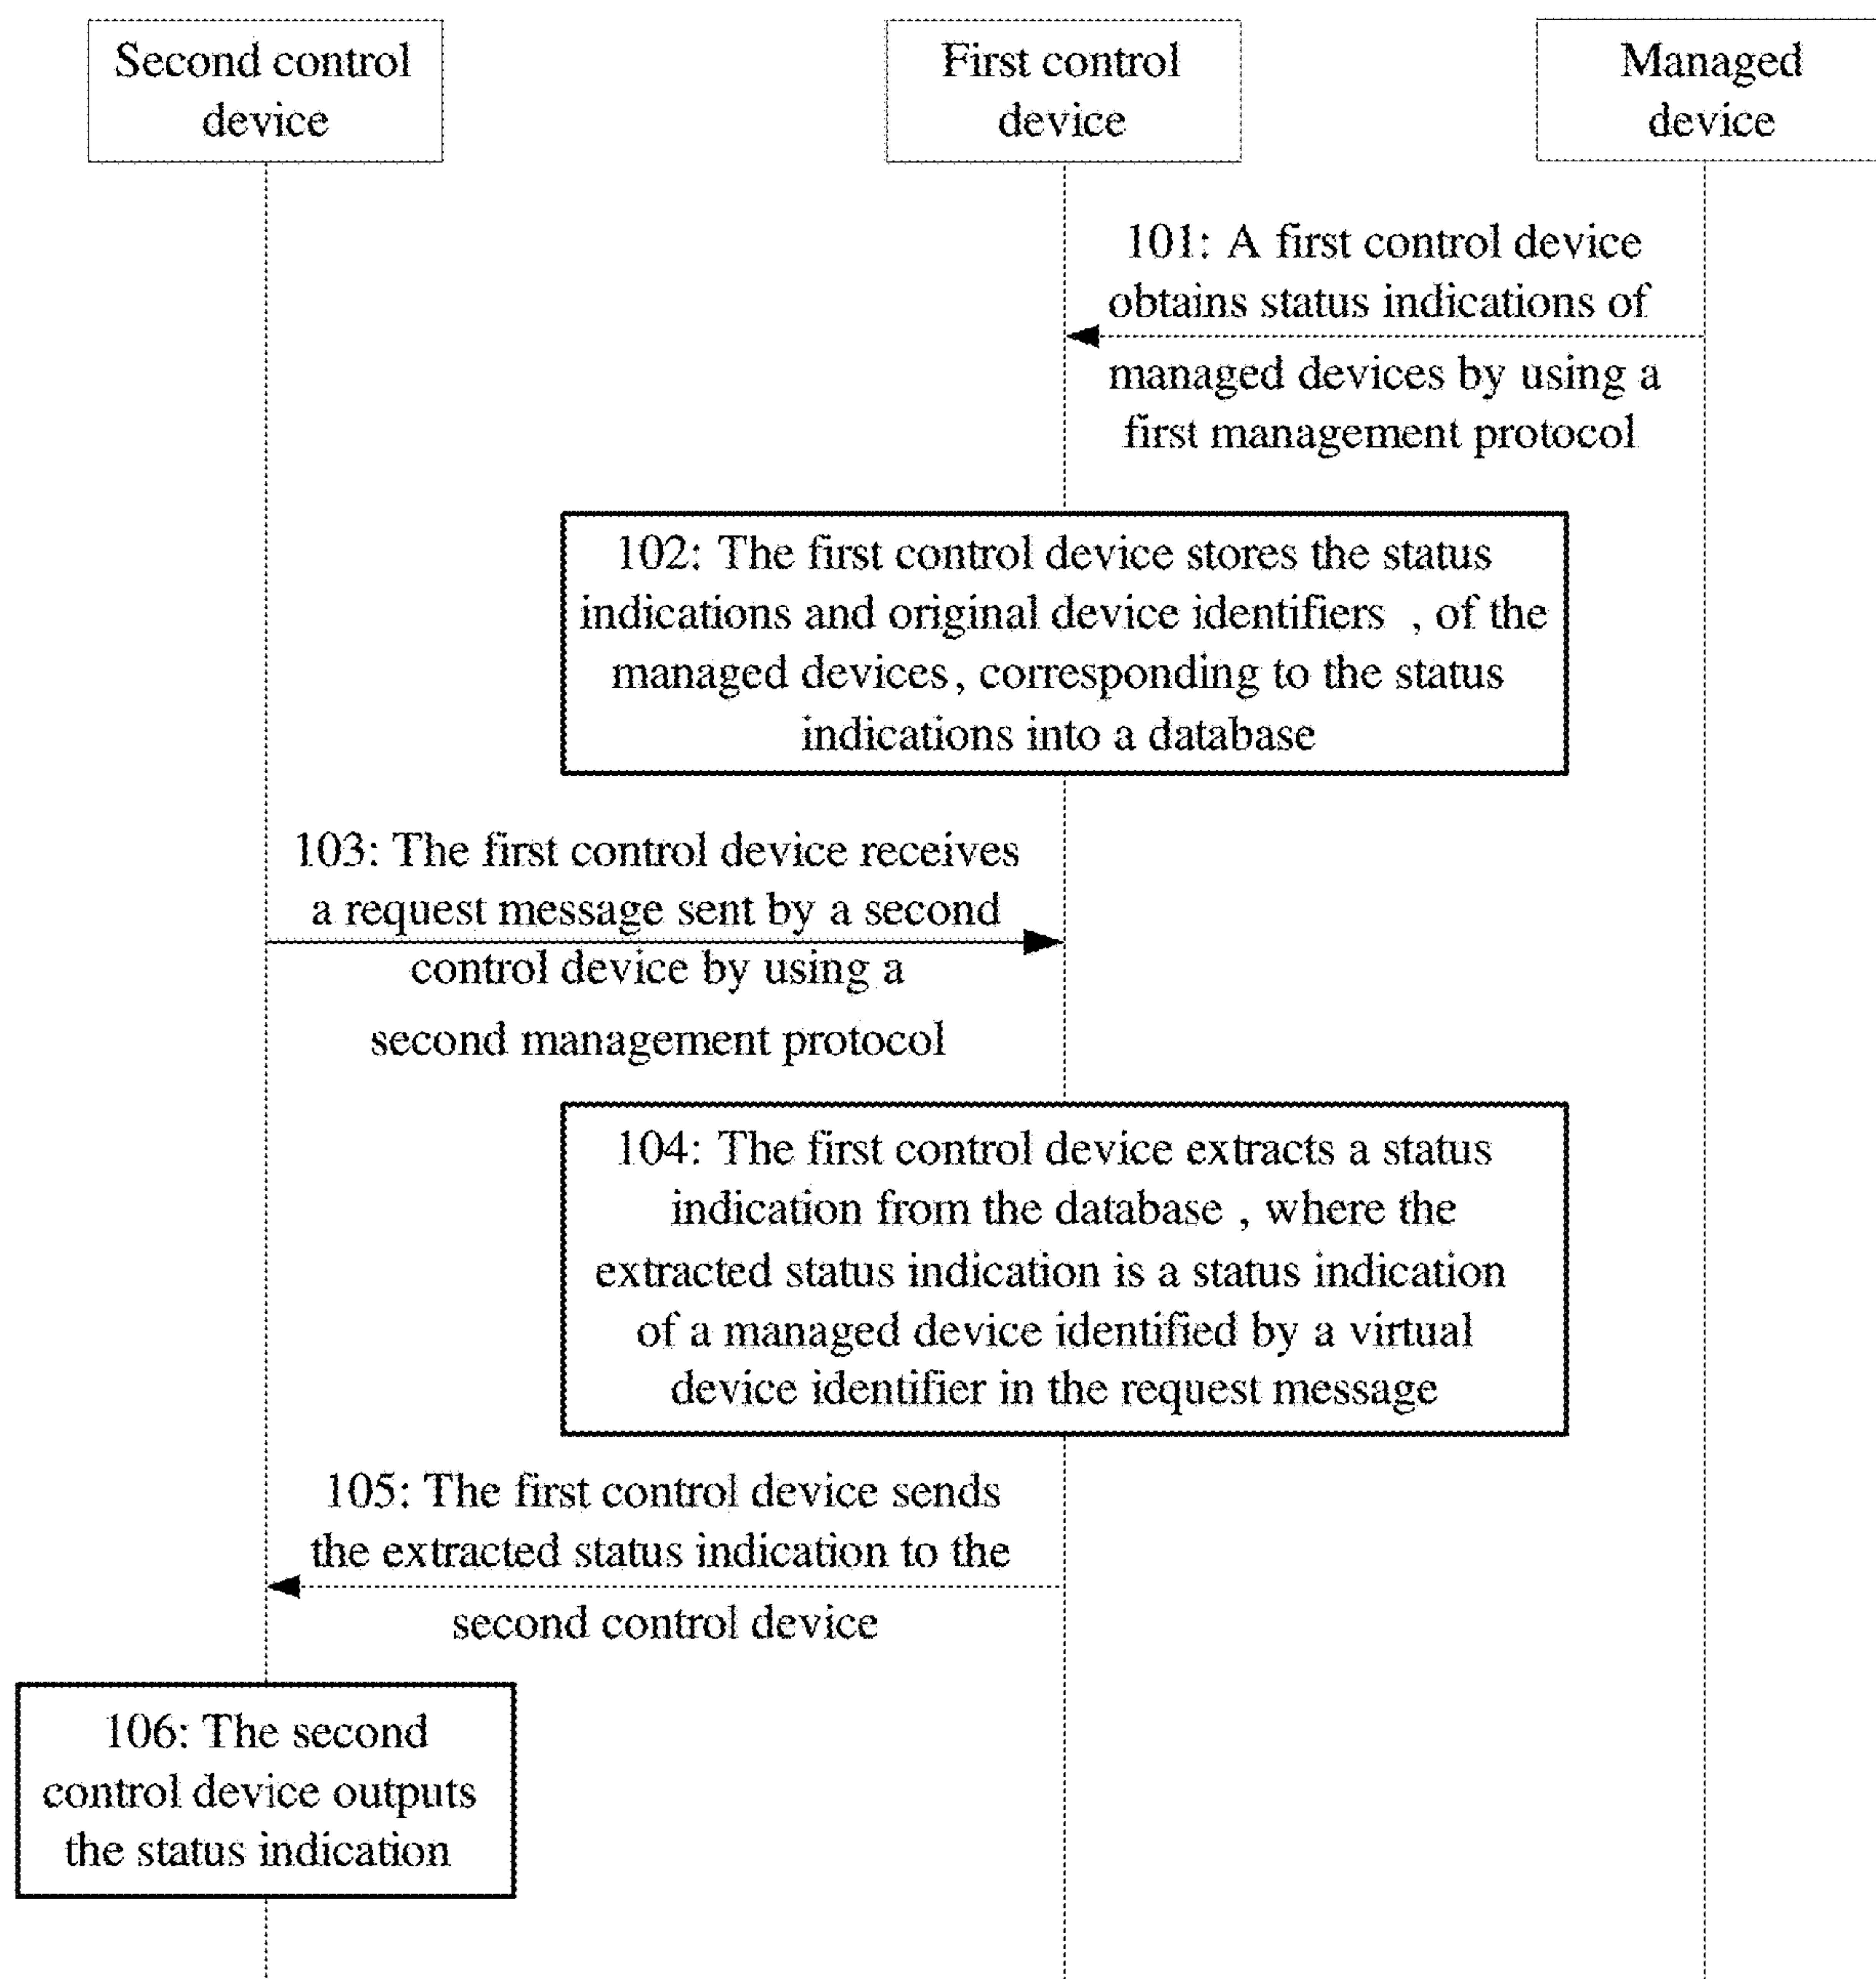 Second control
device
First control
device
Managed
device
101: A first control device
obtains status indications of
managed devices by using a
first management protocol
102: The first control device stores the status
indications and original device identifiers , of the
managed devices, corresponding to the status
indications into a database
103: The first control device receives
a request message sent by a second
control device by using a
second management protocol
104: The first control device extracts a status
indication from the database , where the
extracted status indication is a status indication
of a managed device identified by a virtual
device identifier in the request message
105: The first control device sends
the extracted status indication to the
second control device
106: The second
control device outputs
the status indication